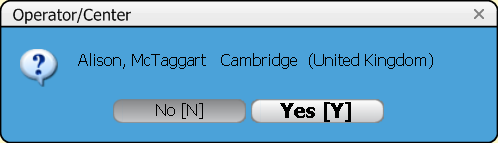 Operator/Center
Alison, McTaggart Cambridge (United Kingdom)
No [N] Yes [Y]